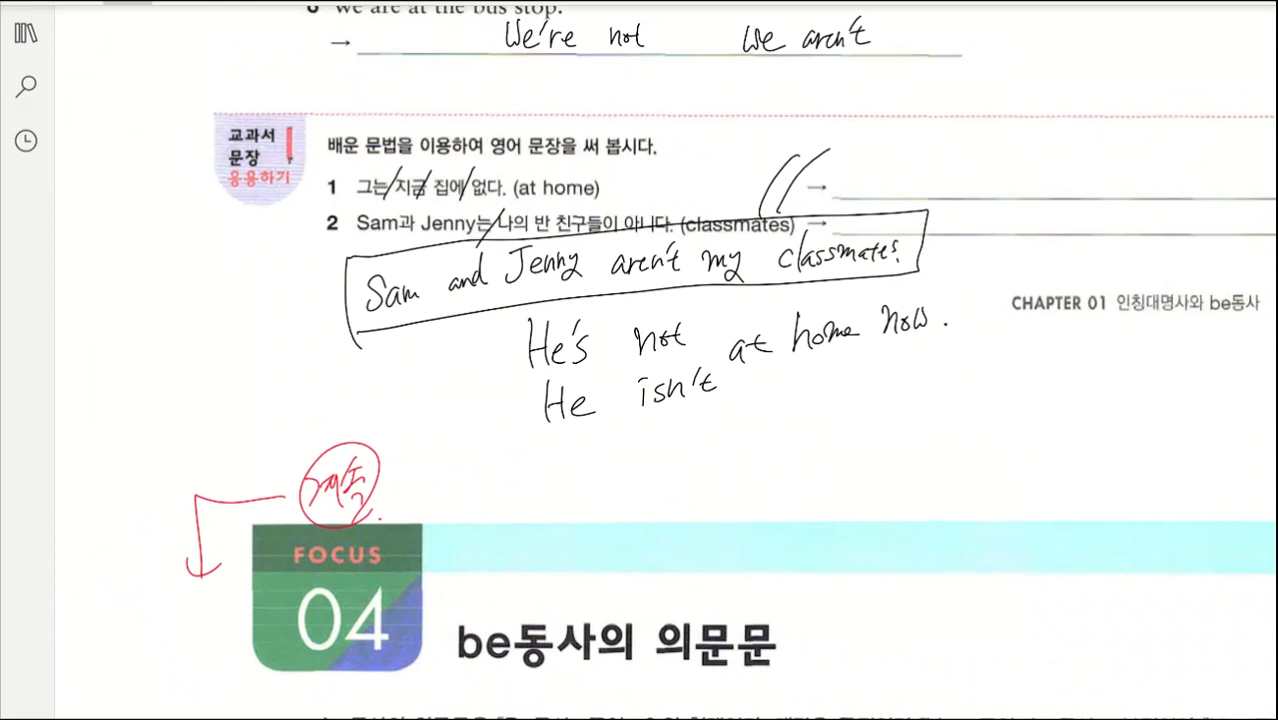 We are at the bus stop.
→ We're not We aren't
교과서
문장
응용하기
배운 문법을 이용하여 영어 문장을 써 봅시다.
1 그는 지금 집에 없다. (at home) →
2 Sam과 Jenny는 나의 반 친구들이 아니다. (classmates) →
Sam and Jenny aren't my classmates.
CHAPTER 01 인칭대명사와 be동사
He's not at home now.
He isn't
FOCUS
04
be동사의 의문문